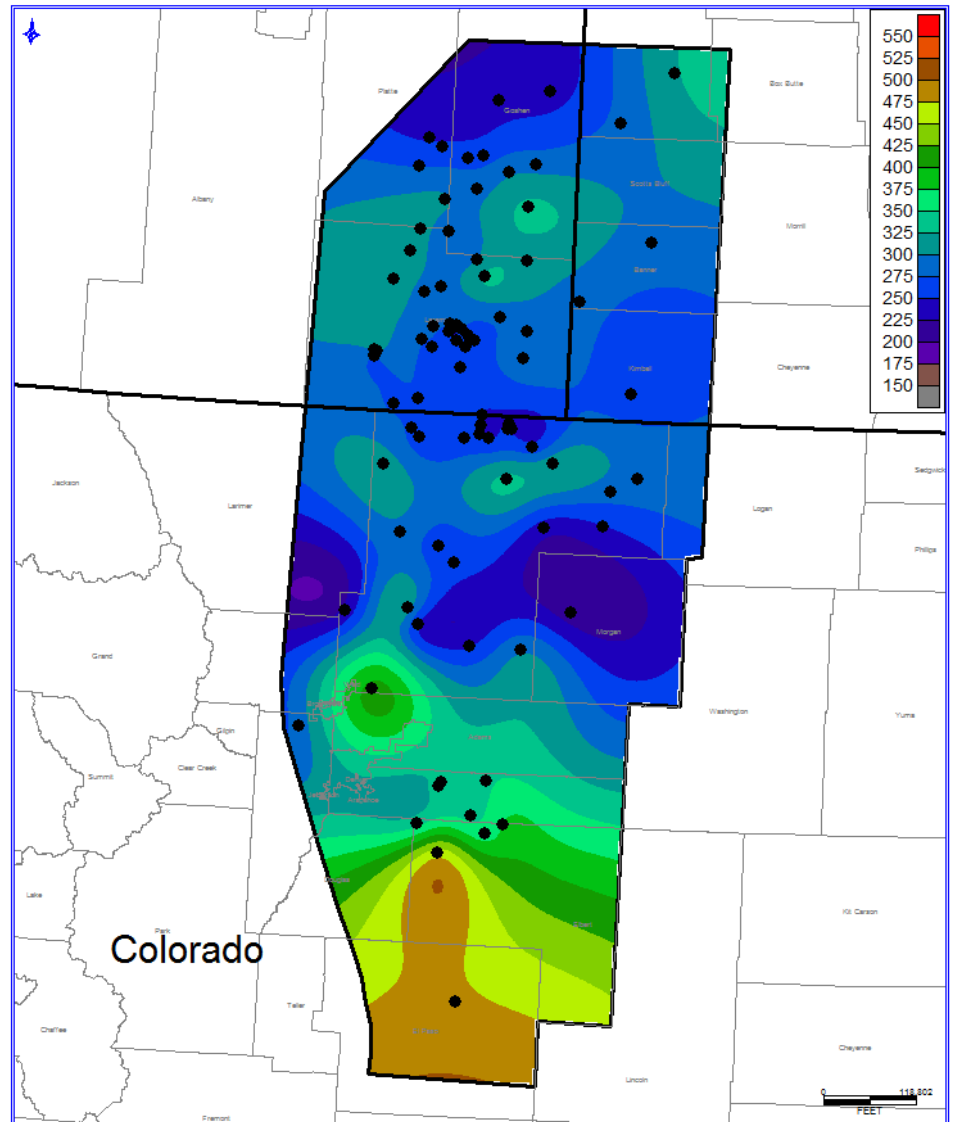 550
525
500
475
450
425
400
375
350
325
300
275
250
225
200
175
150
Platte
Goshen
Box Butte
Albany
Scotts Bluff
Morrill
Banner
Kimball
Cheyenne
Jackson
Larimer
Logan
Sedgwick
Phillips
Grand
Morgan
Washington
Yuma
Gilpin
Summit
Clear Creek
Arapahoe
Douglas
Lake
Park
Elbert
Kit Carson
Colorado
Teller
Chaffee
El Paso
Cheyenne
Lincoln
Fremont
0 118,802
FEET